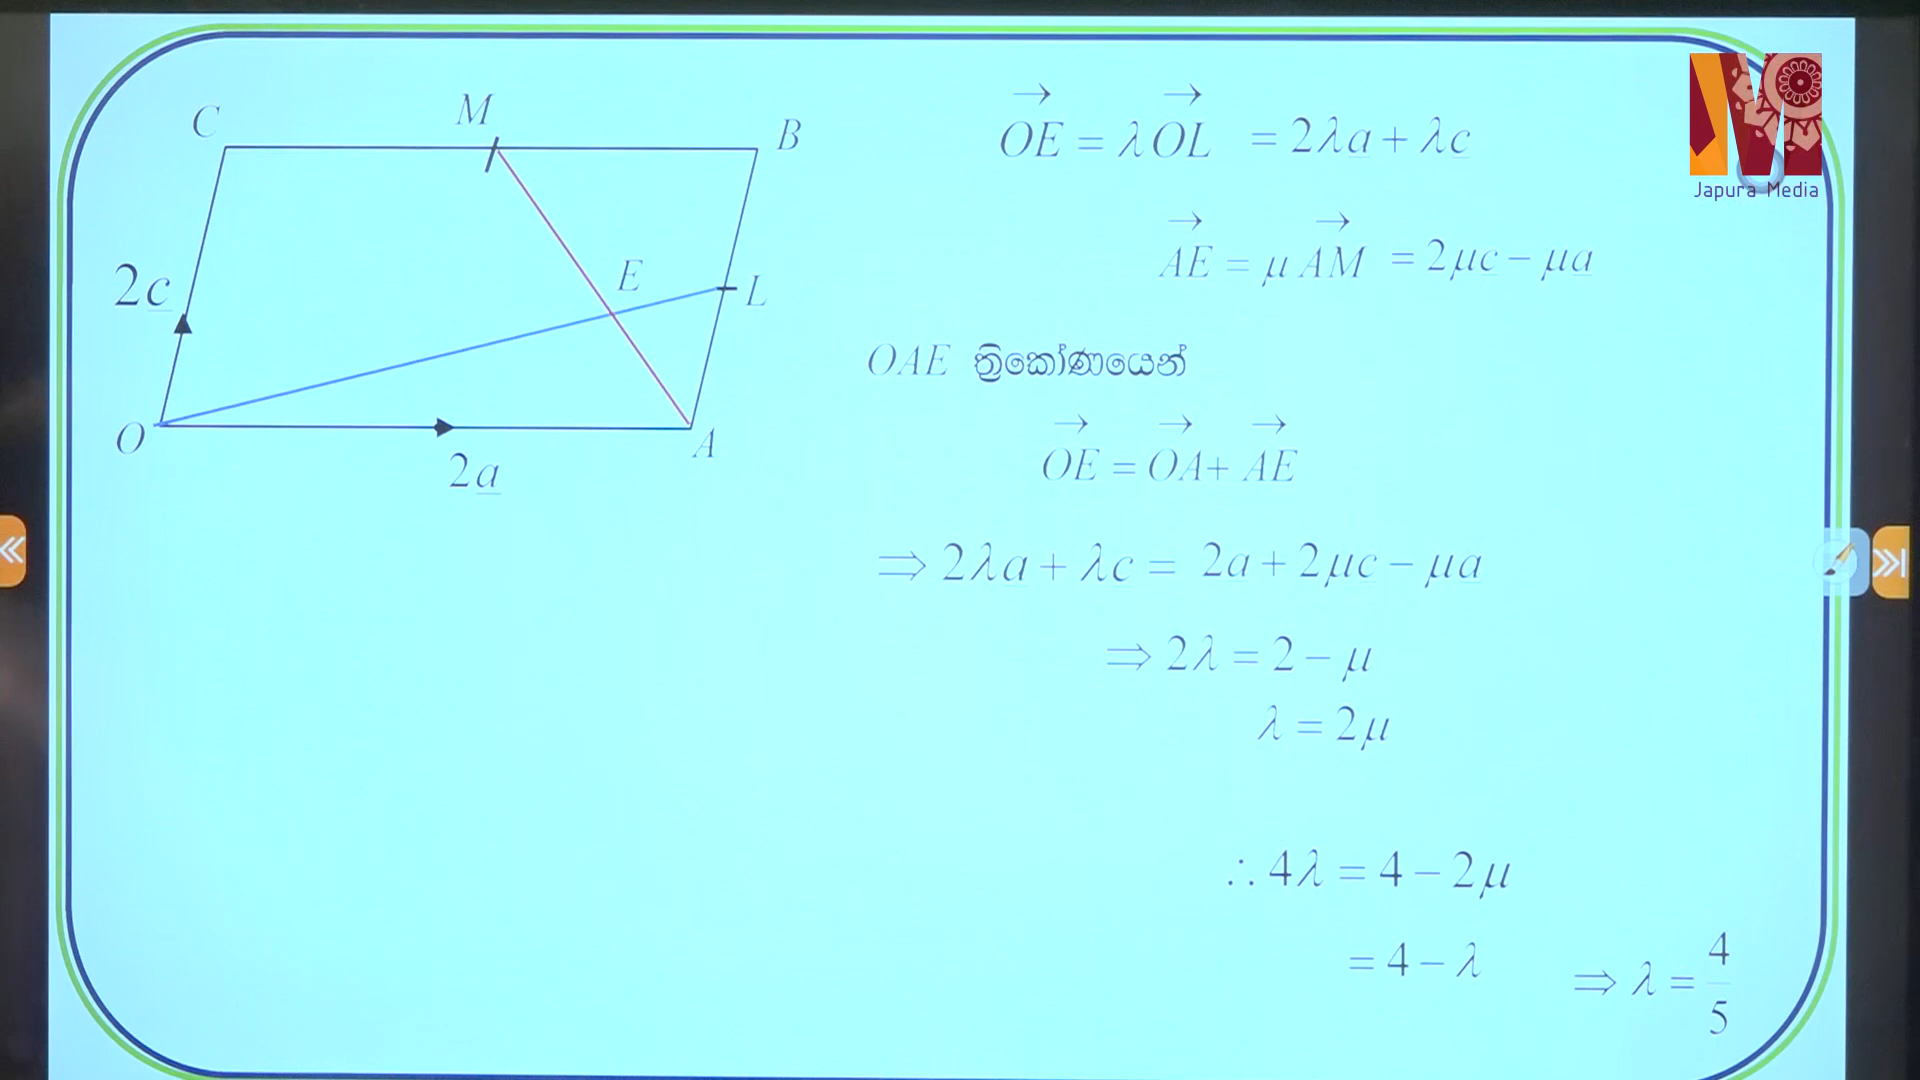 C M B
2c E L
O A
2a
→ →
OE = λOL = 2λa + λc
→ →
AE = μ AM = 2μc − μa
OAE ත්‍රිකෝණයෙන්
→ → →
OE = OA+ AE
⇒ 2λa + λc = 2a + 2μc − μa
⇒ 2λ = 2 − μ
λ = 2μ
∴ 4λ = 4 − 2μ
= 4 − λ ⇒ λ = 4/5
Japura Media